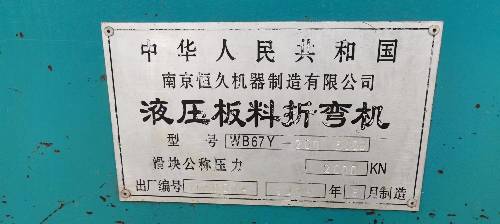 中华人民共和国
南京恒久机器制造有限公司
液压板料折弯机
型 号 WB67Y
滑块公称压力 KN
出厂编号 年 月制造